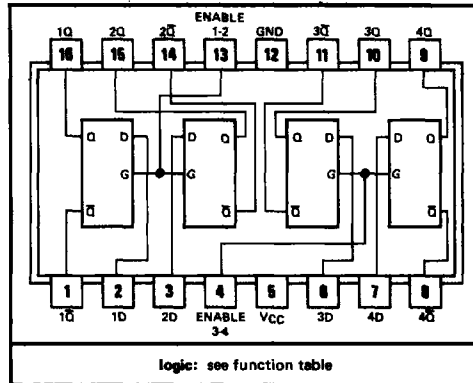 ENABLE
1Q 2Q 2Q̅ 1-2 GND 3Q̅ 3Q 4Q
16 15 14 13 12 11 10 9
Q D D Q Q D D Q
G G G G
Q̅ Q̅ Q̅ Q̅
1 2 3 4 5 6 7 8
1Q̅ 1D 2D ENABLE VCC 3D 4D 4Q̅
3-4
logic: see function table